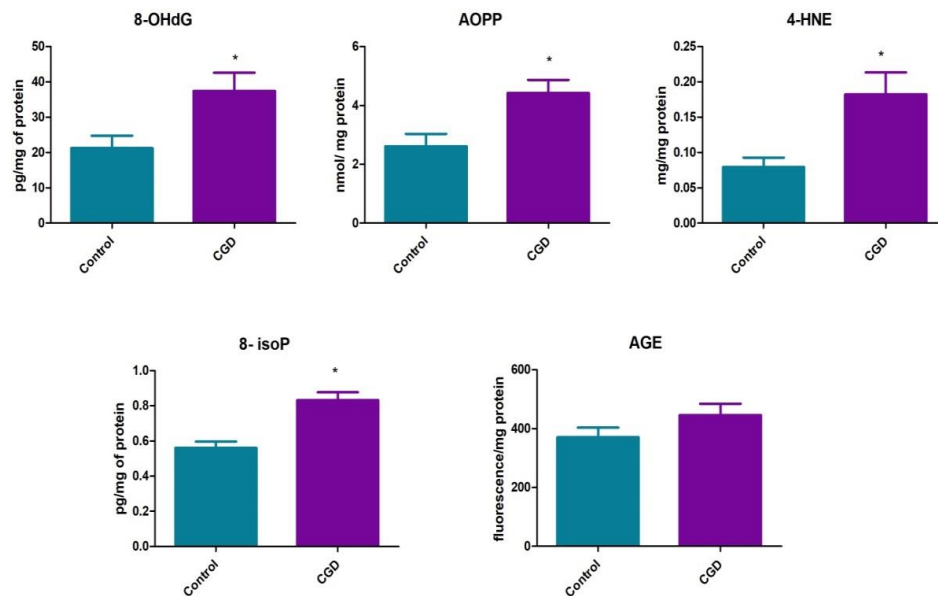 8-OHdG
pg/mg of protein
50
40
30
20
10
0
*
Control
CGD
AOPP
nmol/ mg protein
6
4
2
0
*
Control
CGD
4-HNE
mg/mg protein
0.25
0.20
0.15
0.10
0.05
0.00
*
Control
CGD
8- isoP
pg/mg of protein
1.0
0.8
0.6
0.4
0.2
0.0
*
Control
CGD
AGE
fluorescence/mg protein
600
400
200
0
Control
CGD